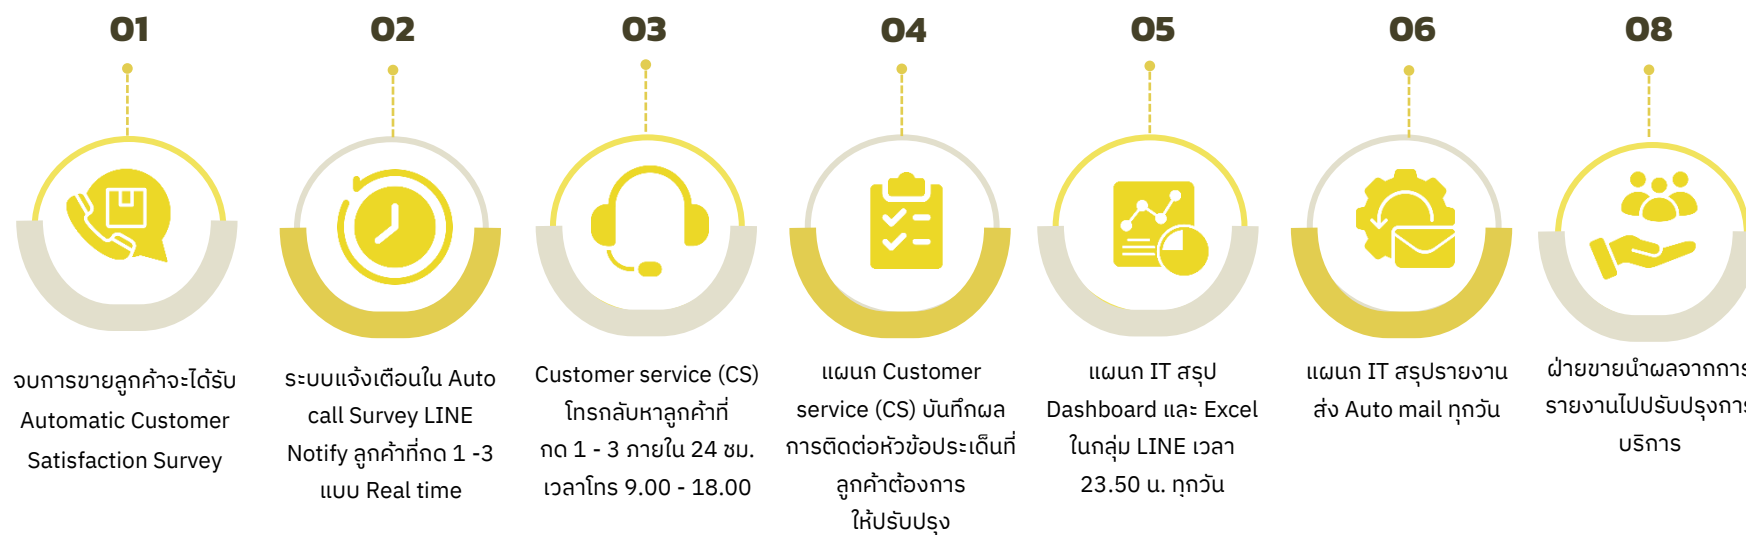 01
จบการขายลูกค้าจะได้รับ
Automatic Customer
Satisfaction Survey
02
ระบบแจ้งเตือนใน Auto
call Survey LINE
Notify ลูกค้าที่กด 1 -3
แบบ Real time
03
Customer service (CS)
โทรกลับหาลูกค้าที่
กด 1 - 3 ภายใน 24 ชม.
เวลาโทร 9.00 - 18.00
04
แผนก Customer
service (CS) บันทึกผล
การติดต่อหัวข้อประเด็นที่
ลูกค้าต้องการ
ให้ปรับปรุง
05
แผนก IT สรุป
Dashboard และ Excel
ในกลุ่ม LINE เวลา
23.50 น. ทุกวัน
06
แผนก IT สรุปรายงาน
ส่ง Auto mail ทุกวัน
08
ฝ่ายขายนำผลจากการ
รายงานไปปรับปรุงการ
บริการ